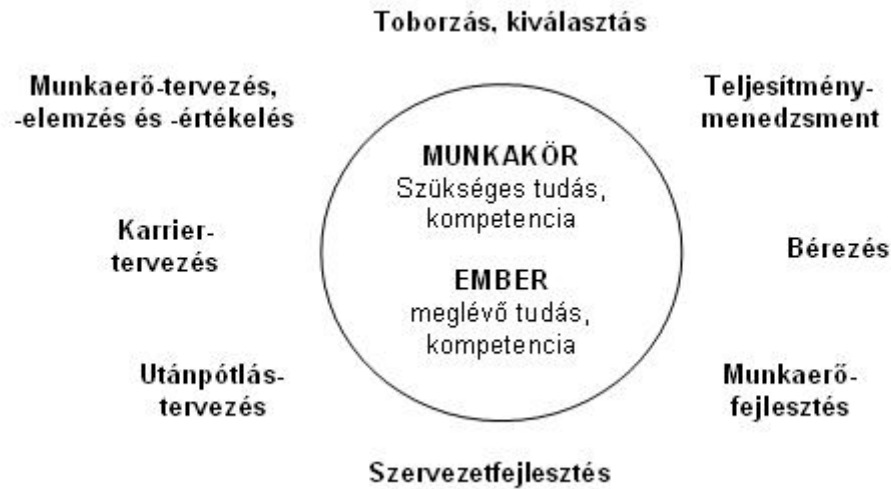 Toborzás, kiválasztás
Munkaerő-tervezés,
-elemzés és -értékelés
Teljesítmény-
menedzsment
MUNKAKÖR
Szükséges tudás,
kompetencia
Karrier-
tervezés
Bérezés
EMBER
meglévő tudás,
kompetencia
Utánpótlás-
tervezés
Munkaerő-
fejlesztés
Szervezetfejlesztés